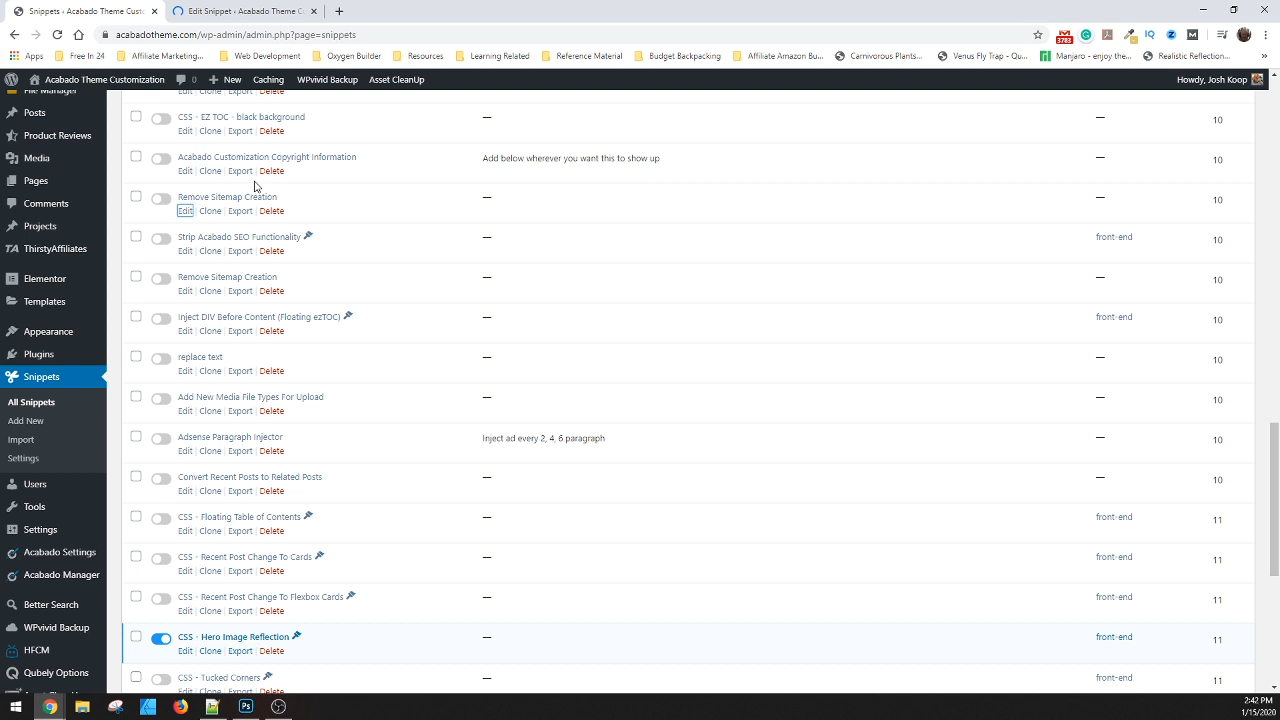 Snippets ‹ Acabado Theme Custo
Edit Snippet ‹ Acabado Theme C
acabadotheme.com/wp-admin/admin.php?page=snippets
3783
Apps
Free In 24
Affiliate Marketing...
Web Development
Oxygen Builder
Resources
Learning Related
Reference Material
Budget Backpacking
Affiliate Amazon Bu...
Carnivorous Plants...
Venus Fly Trap - Qu...
Manjaro - enjoy the...
Realistic Reflection...
»
Acabado Theme Customization
0
New
Caching
WPvivid Backup
Asset CleanUp
Howdy, Josh Koop
File Manager
Posts
Product Reviews
Media
Pages
Comments
Projects
ThirstyAffiliates
Elementor
Templates
Appearance
Plugins
Snippets
All Snippets
Add New
Import
Settings
Users
Tools
Settings
Acabado Settings
Acabado Manager
Better Search
WPvivid Backup
HFCM
Qubely Options
Edit | Clone | Export | Delete
CSS - EZ TOC - black background — — 10
Edit | Clone | Export | Delete
Acabado Customization Copyright Information Add below wherever you want this to show up — 10
Edit | Clone | Export | Delete
Remove Sitemap Creation — — 10
Edit | Clone | Export | Delete
Strip Acabado SEO Functionality — front-end 10
Edit | Clone | Export | Delete
Remove Sitemap Creation — — 10
Edit | Clone | Export | Delete
Inject DIV Before Content (Floating ezTOC) — front-end 10
Edit | Clone | Export | Delete
replace text — — 10
Edit | Clone | Export | Delete
Add New Media File Types For Upload — — 10
Edit | Clone | Export | Delete
Adsense Paragraph Injector Inject ad every 2, 4, 6 paragraph — 10
Edit | Clone | Export | Delete
Convert Recent Posts to Related Posts — — 10
Edit | Clone | Export | Delete
CSS - Floating Table of Contents — front-end 11
Edit | Clone | Export | Delete
CSS - Recent Post Change To Cards — front-end 11
Edit | Clone | Export | Delete
CSS - Recent Post Change To Flexbox Cards — front-end 11
Edit | Clone | Export | Delete
CSS - Hero Image Reflection — front-end 11
Edit | Clone | Export | Delete
CSS - Tucked Corners — front-end 11
Edit | Clone | Export | Delete
2:42 PM
1/15/2020